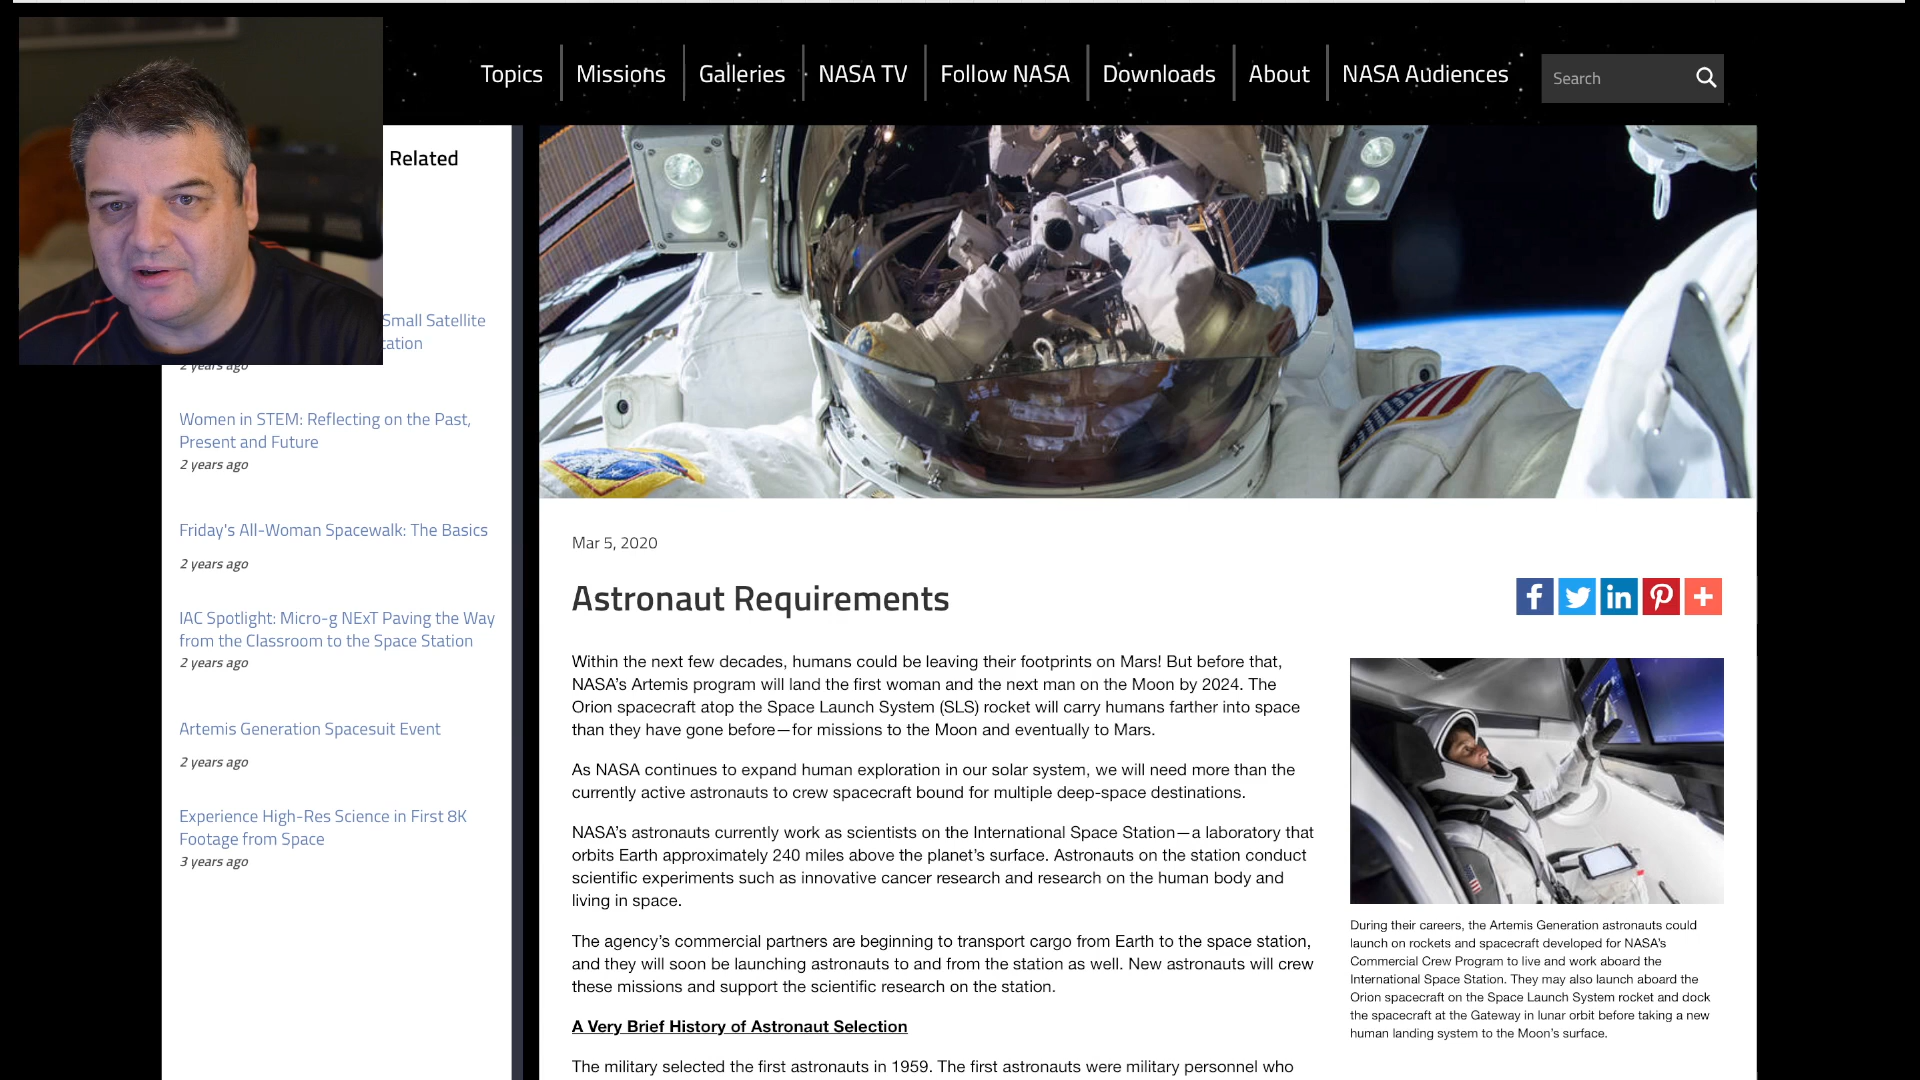 Topics
Missions
Galleries
NASA TV
Follow NASA
Downloads
About
NASA Audiences
Search
Related
Small Satellite
2 years ago
Women in STEM: Reflecting on the Past,
Present and Future
2 years ago
Friday's All-Woman Spacewalk: The Basics
2 years ago
IAC Spotlight: Micro-g NExT Paving the Way
from the Classroom to the Space Station
2 years ago
Artemis Generation Spacesuit Event
2 years ago
Experience High-Res Science in First 8K
Footage from Space
3 years ago
Mar 5, 2020
Astronaut Requirements
Within the next few decades, humans could be leaving their footprints on Mars! But before that,
NASA’s Artemis program will land the first woman and the next man on the Moon by 2024. The
Orion spacecraft atop the Space Launch System (SLS) rocket will carry humans farther into space
than they have gone before—for missions to the Moon and eventually to Mars.
As NASA continues to expand human exploration in our solar system, we will need more than the
currently active astronauts to crew spacecraft bound for multiple deep-space destinations.
NASA’s astronauts currently work as scientists on the International Space Station—a laboratory that
orbits Earth approximately 240 miles above the planet’s surface. Astronauts on the station conduct
scientific experiments such as innovative cancer research and research on the human body and
living in space.
The agency’s commercial partners are beginning to transport cargo from Earth to the space station,
and they will soon be launching astronauts to and from the station as well. New astronauts will crew
these missions and support the scientific research on the station.
A Very Brief History of Astronaut Selection
The military selected the first astronauts in 1959. The first astronauts were military personnel who
During their careers, the Artemis Generation astronauts could
launch on rockets and spacecraft developed for NASA’s
Commercial Crew Program to live and work aboard the
International Space Station. They may also launch aboard the
Orion spacecraft on the Space Launch System rocket and dock
the spacecraft at the Gateway in lunar orbit before taking a new
human landing system to the Moon’s surface.